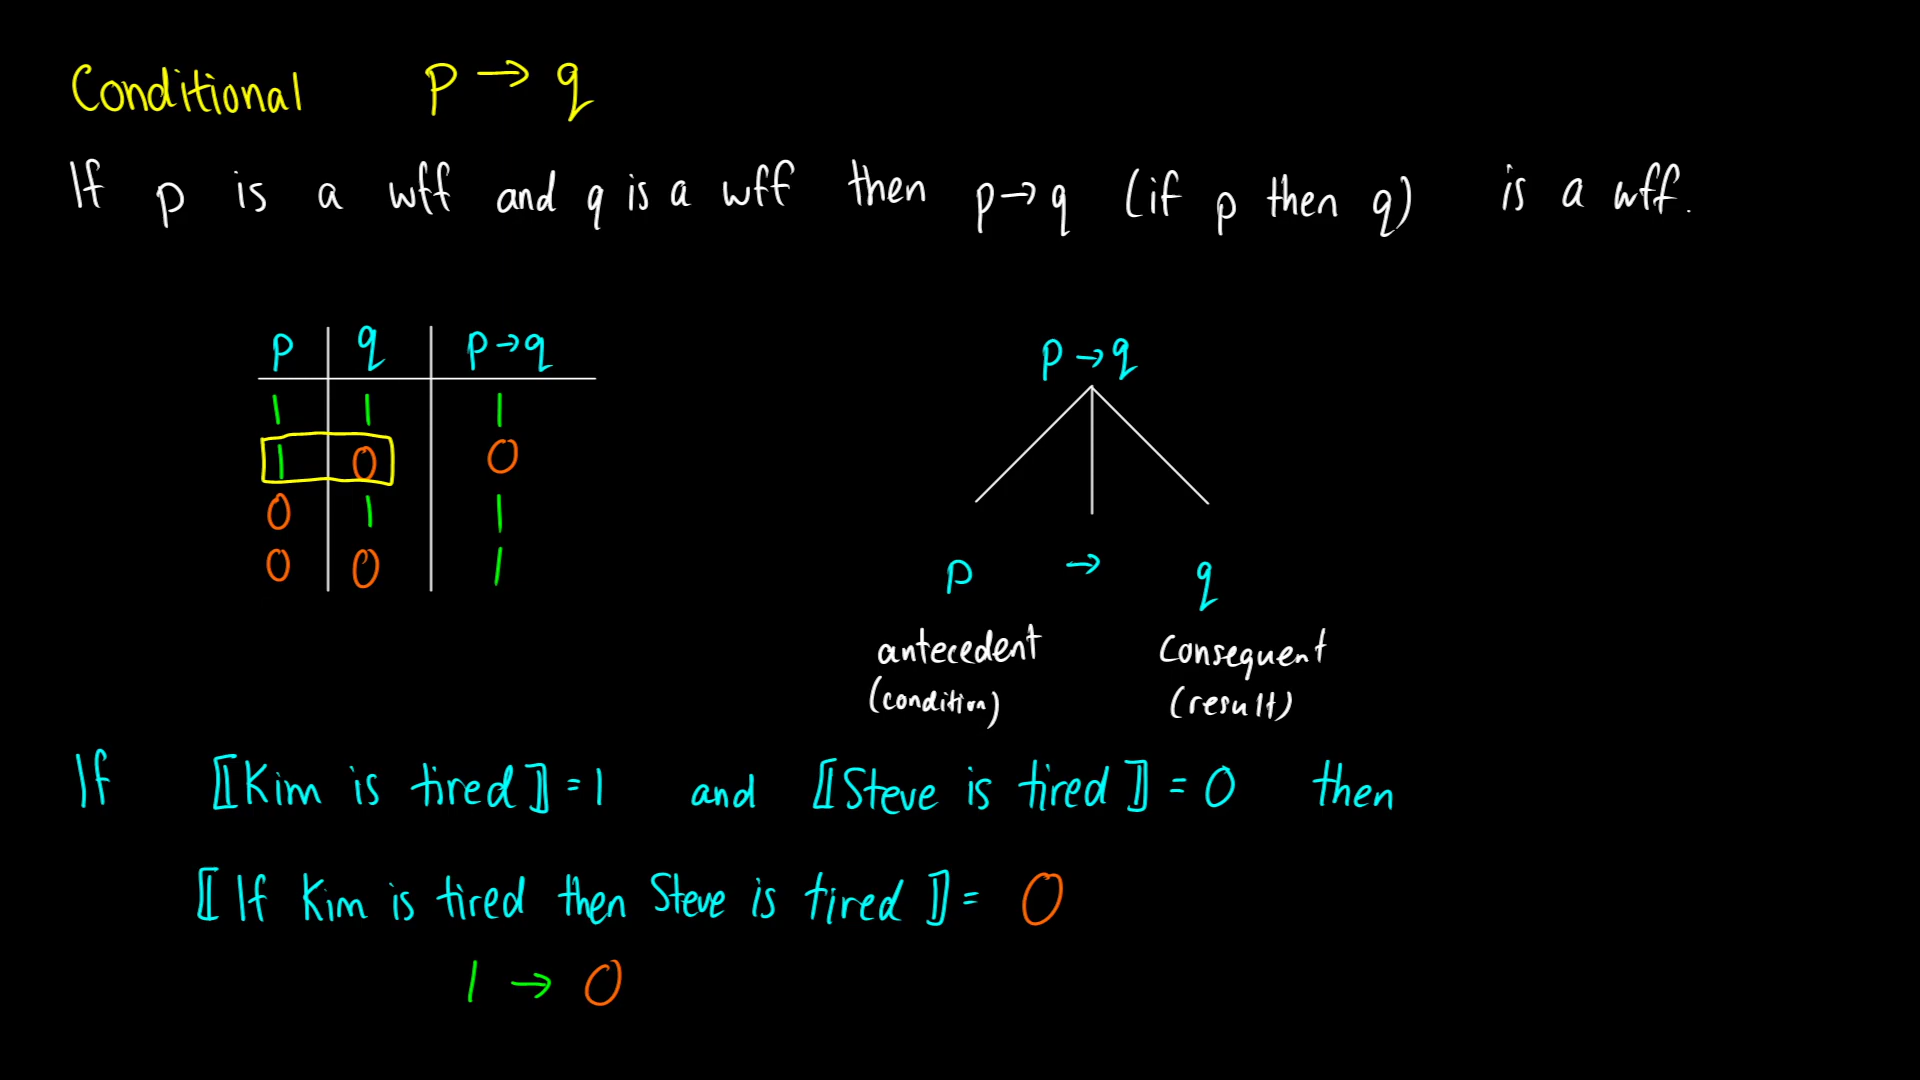 Conditional p → q
If p is a wff and q is a wff then p→q (if p then q) is a wff.
p q p→q
1 1 1
1 0 0
0 1 1
0 0 1
p→q
p → q
antecedent consequent
(condition) (result)
If ⟦Kim is tired⟧=1 and ⟦Steve is tired⟧=0 then
⟦If Kim is tired then Steve is tired⟧= 0
1 → 0